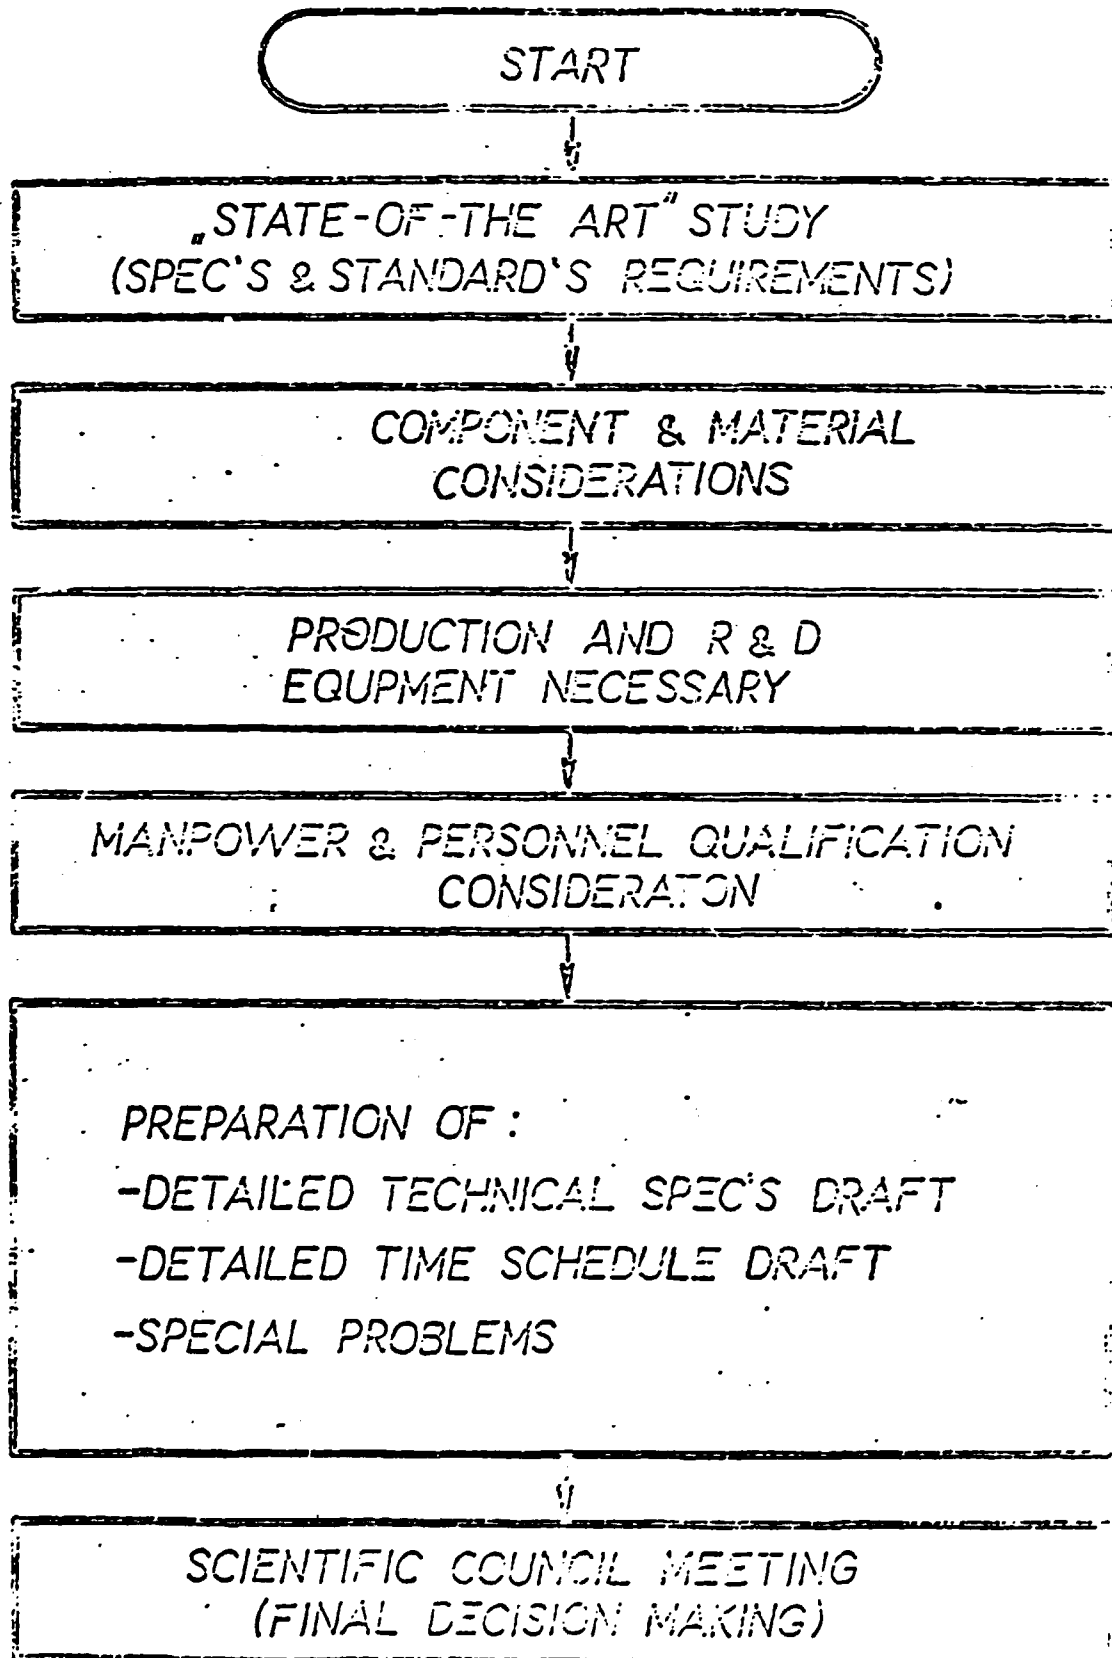 START
„STATE-OF-THE ART" STUDY
(SPEC'S & STANDARD'S REQUIREMENTS)
COMPONENT & MATERIAL
CONSIDERATIONS
PRODUCTION AND R & D
EQUPMENT NECESSARY
MANPOWER & PERSONNEL QUALIFICATION
CONSIDERATON
PREPARATION OF :
-DETAILED TECHNICAL SPEC'S DRAFT
-DETAILED TIME SCHEDULE DRAFT
-SPECIAL PROBLEMS
SCIENTIFIC COUNCIL MEETING
(FINAL DECISION MAKING)